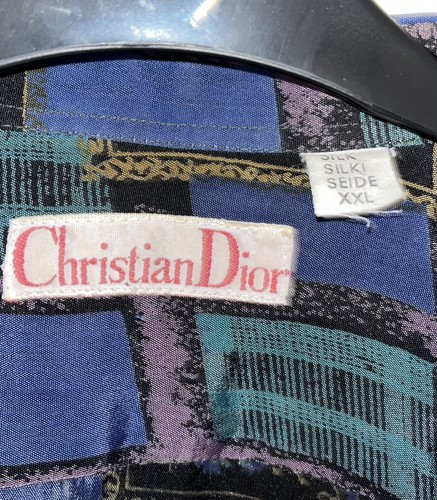 SILK
SILKI
SEIDE
XXL
Christian Dior